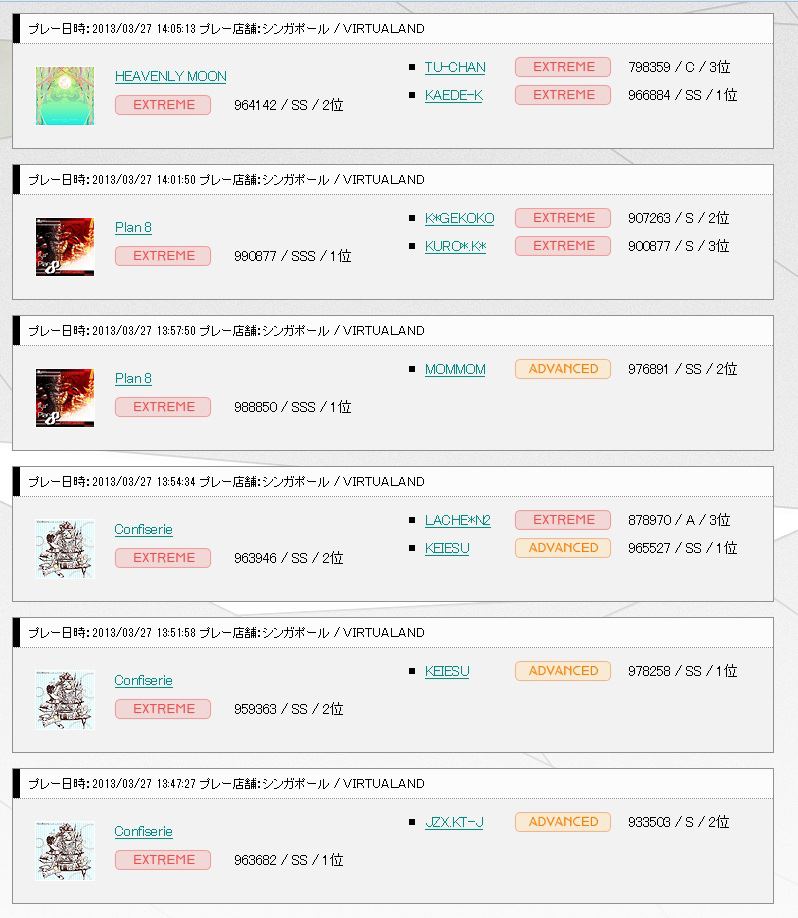 プレー日時:2013/03/27 14:05:13 プレー店舗:シンガポール / VIRTUALAND
HEAVENLY MOON
EXTREME 964142 / SS / 2位
TU-CHAN EXTREME 798359 / C / 3位
KAEDE-K EXTREME 966884 / SS / 1位
プレー日時:2013/03/27 14:01:50 プレー店舗:シンガポール / VIRTUALAND
Plan 8
EXTREME 990877 / SSS / 1位
K*GEKOKO EXTREME 907263 / S / 2位
KURO*.K* EXTREME 900877 / S / 3位
プレー日時:2013/03/27 13:57:50 プレー店舗:シンガポール / VIRTUALAND
Plan 8
EXTREME 988850 / SSS / 1位
MOMMOM ADVANCED 976891 / SS / 2位
プレー日時:2013/03/27 13:54:34 プレー店舗:シンガポール / VIRTUALAND
Confiserie
EXTREME 963946 / SS / 2位
LACHE*N2 EXTREME 878970 / A / 3位
KEIESU ADVANCED 965527 / SS / 1位
プレー日時:2013/03/27 13:51:58 プレー店舗:シンガポール / VIRTUALAND
Confiserie
EXTREME 959363 / SS / 2位
KEIESU ADVANCED 978258 / SS / 1位
プレー日時:2013/03/27 13:47:27 プレー店舗:シンガポール / VIRTUALAND
Confiserie
EXTREME 963682 / SS / 1位
JZX.KT-J ADVANCED 933503 / S / 2位